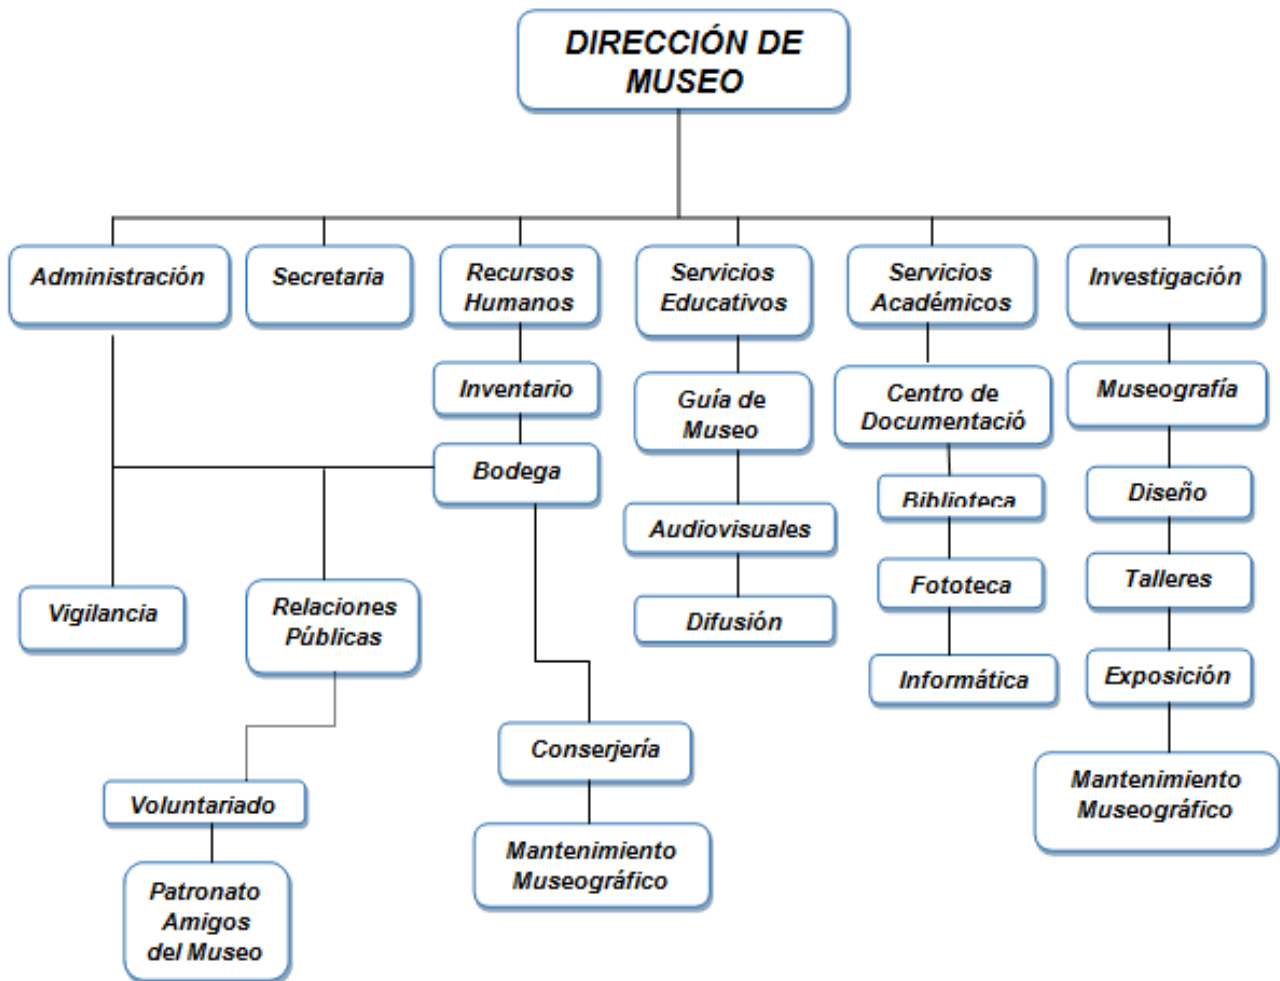 DIRECCIÓN DE
MUSEO
Administración
Secretaria
Recursos
Humanos
Servicios
Educativos
Servicios
Académicos
Investigación
Inventario
Guía de
Museo
Centro de
Documentació
Museografía
Bodega
Biblioteca
Diseño
Audiovisuales
Fototeca
Talleres
Vigilancia
Relaciones
Públicas
Difusión
Informática
Exposición
Conserjería
Mantenimiento
Museográfico
Voluntariado
Mantenimiento
Museográfico
Patronato
Amigos
del Museo